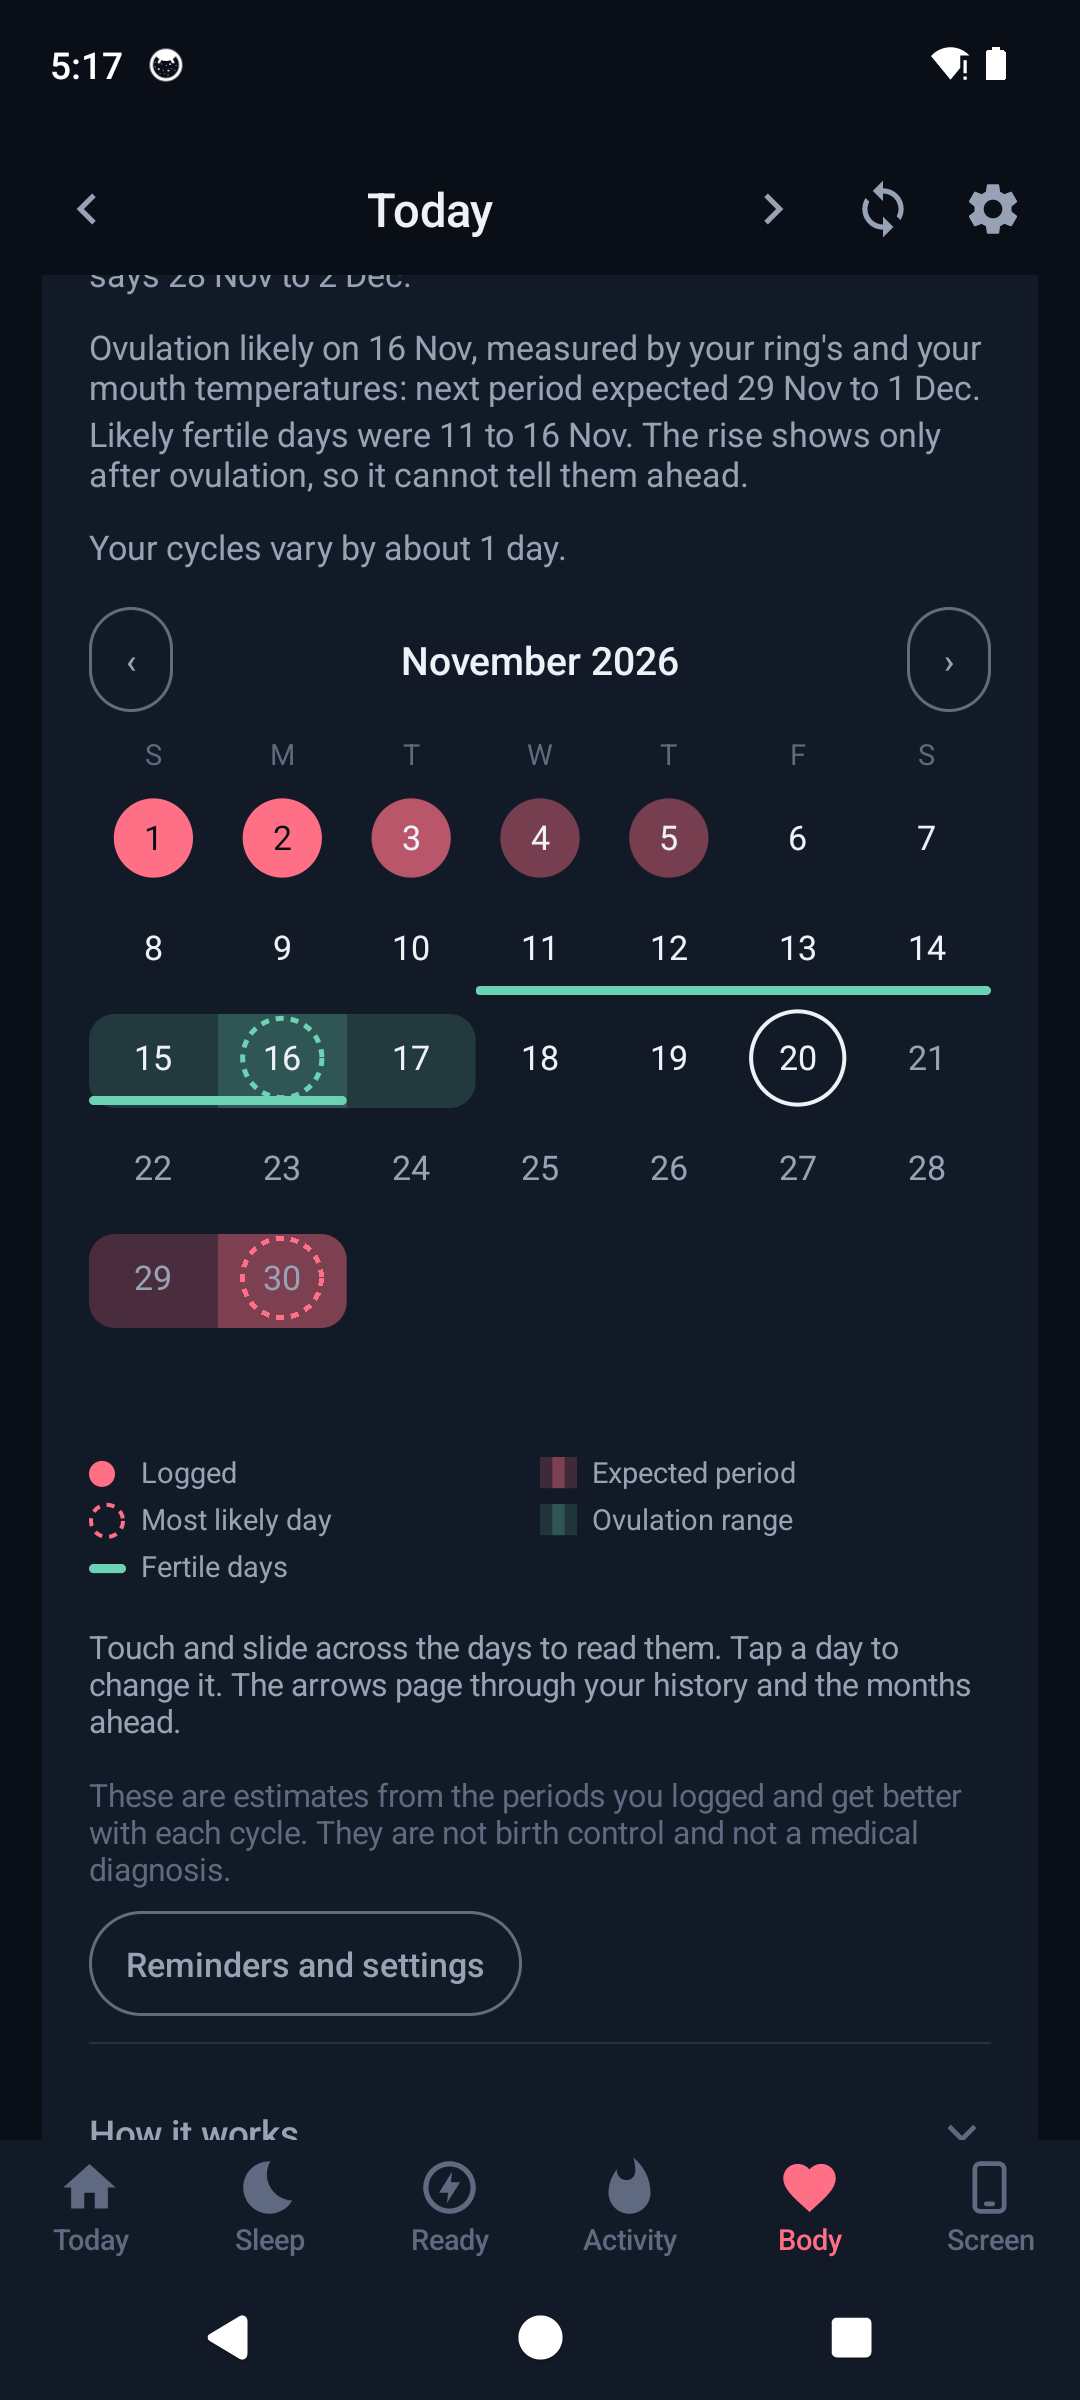 5:17
Today
says 28 Nov to 2 Dec.
Ovulation likely on 16 Nov, measured by your ring's and your
mouth temperatures: next period expected 29 Nov to 1 Dec.
Likely fertile days were 11 to 16 Nov. The rise shows only
after ovulation, so it cannot tell them ahead.
Your cycles vary by about 1 day.
‹ November 2026 ›
S M T W T F S
1 2 3 4 5 6 7
8 9 10 11 12 13 14
15 16 17 18 19 20 21
22 23 24 25 26 27 28
29 30
Logged Expected period
Most likely day Ovulation range
Fertile days
Touch and slide across the days to read them. Tap a day to
change it. The arrows page through your history and the months
ahead.
These are estimates from the periods you logged and get better
with each cycle. They are not birth control and not a medical
diagnosis.
Reminders and settings
How it works
Today Sleep Ready Activity Body Screen